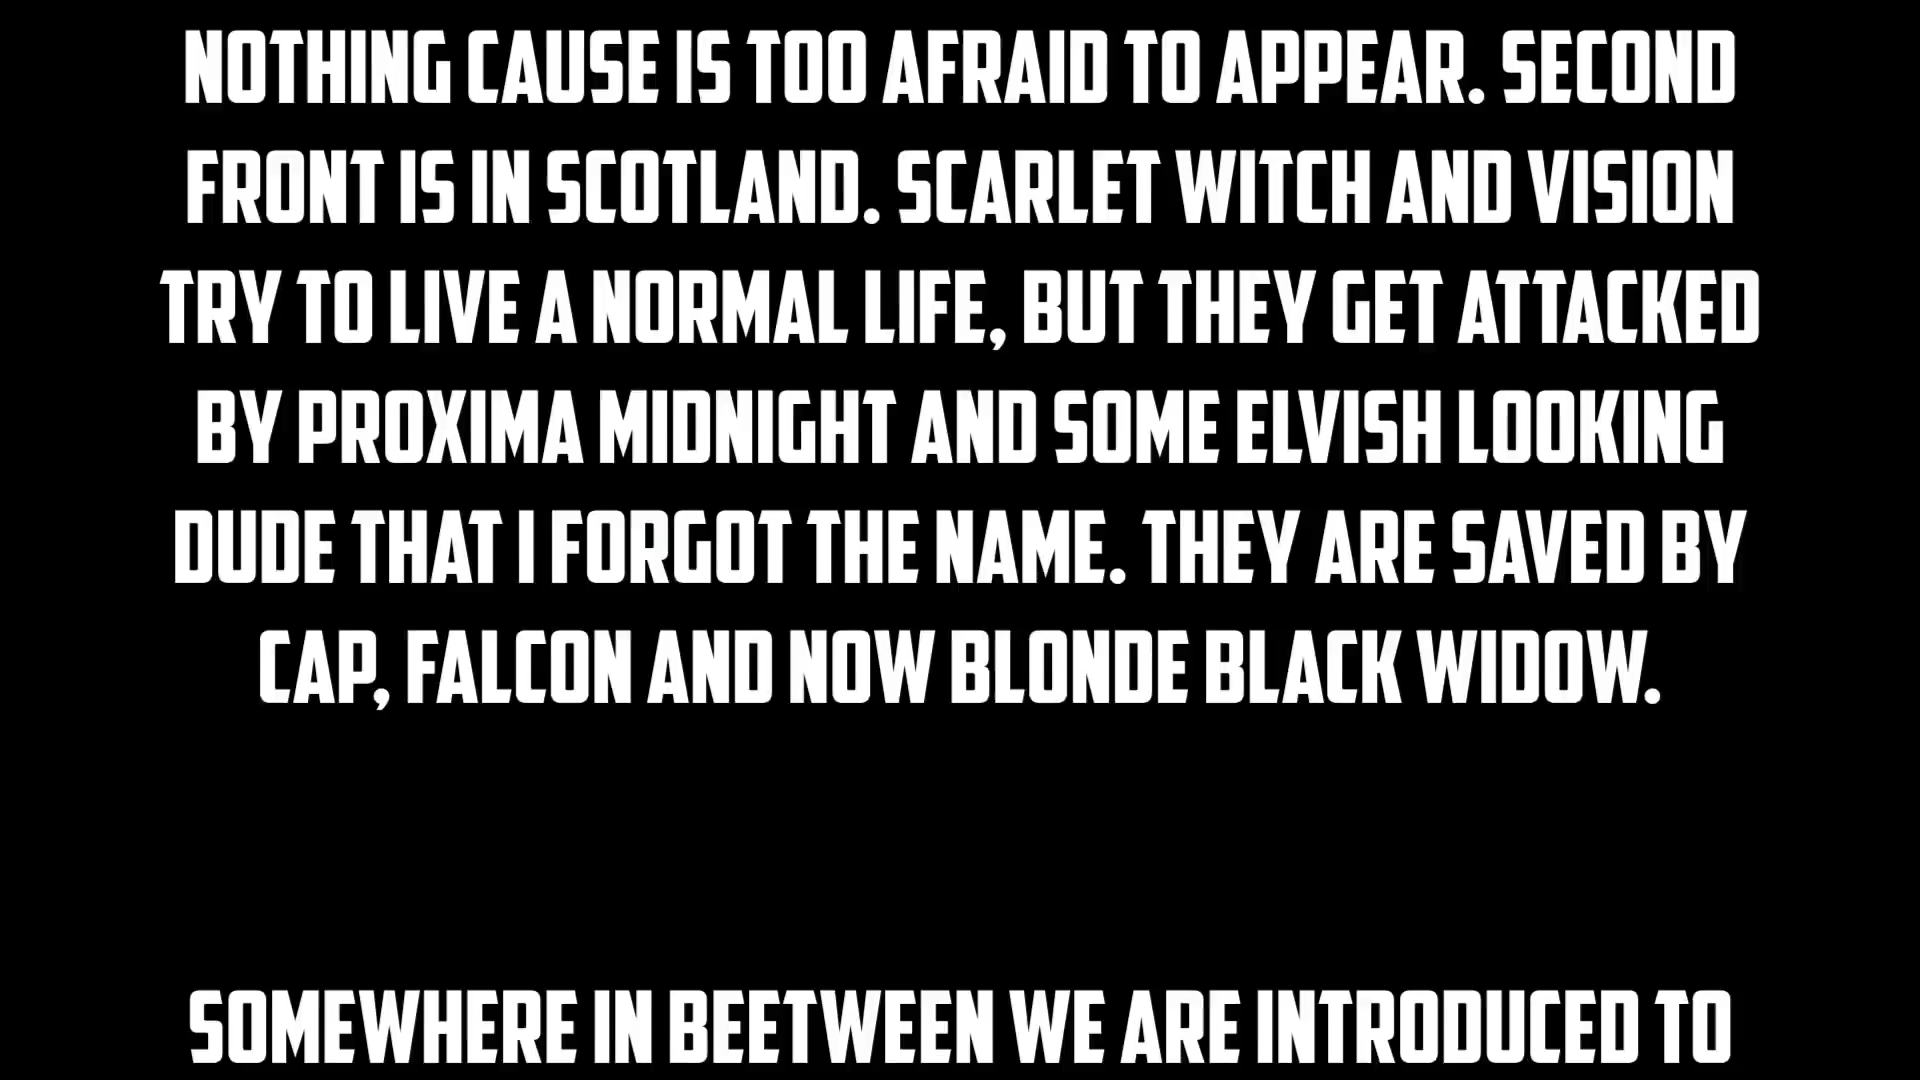 NOTHING CAUSE IS TOO AFRAID TO APPEAR. SECOND
FRONT IS IN SCOTLAND. SCARLET WITCH AND VISION
TRY TO LIVE A NORMAL LIFE, BUT THEY GET ATTACKED
BY PROXIMA MIDNIGHT AND SOME ELVISH LOOKING
DUDE THAT I FORGOT THE NAME. THEY ARE SAVED BY
CAP, FALCON AND NOW BLONDE BLACK WIDOW.
SOMEWHERE IN BEETWEEN WE ARE INTRODUCED TO